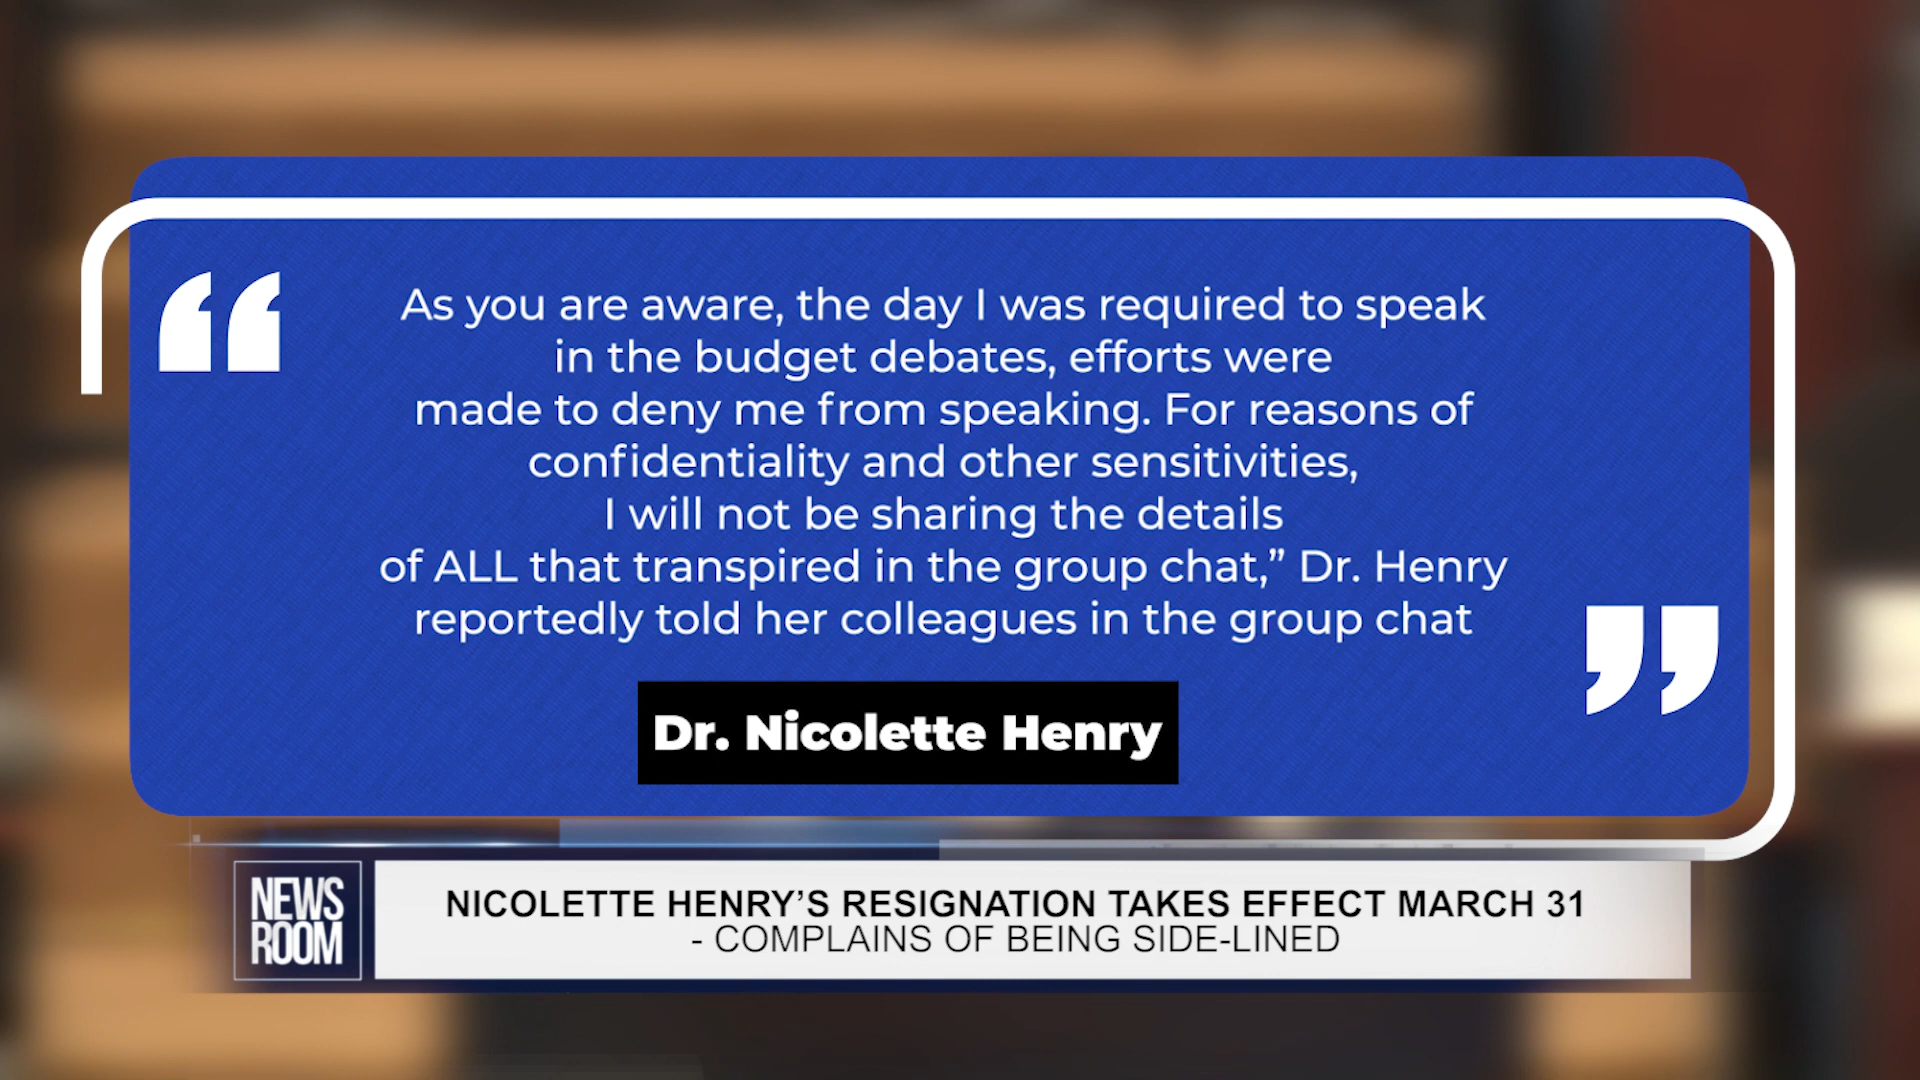 “
As you are aware, the day I was required to speak
in the budget debates, efforts were
made to deny me from speaking. For reasons of
confidentiality and other sensitivities,
I will not be sharing the details
of ALL that transpired in the group chat,” Dr. Henry
reportedly told her colleagues in the group chat
”
Dr. Nicolette Henry
NEWS
ROOM
NICOLETTE HENRY’S RESIGNATION TAKES EFFECT MARCH 31
- COMPLAINS OF BEING SIDE-LINED